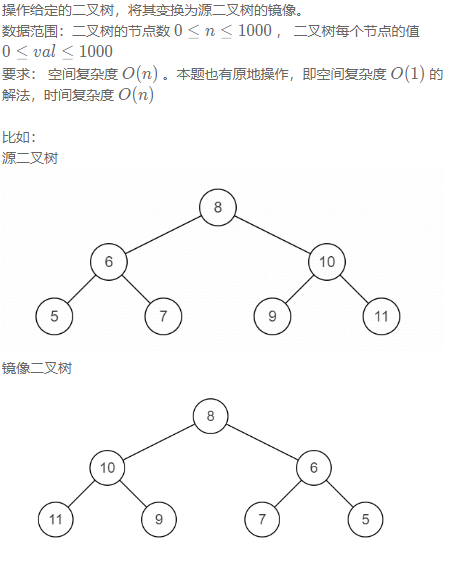 操作给定的二叉树，将其变换为源二叉树的镜像。
数据范围：二叉树的节点数 0 ≤ n ≤ 1000 ， 二叉树每个节点的值
0 ≤ val ≤ 1000
要求： 空间复杂度 O(n) 。本题也有原地操作，即空间复杂度 O(1) 的
解法，时间复杂度 O(n)
比如：
源二叉树
8
6 10
5 7 9 11
镜像二叉树
8
10 6
11 9 7 5